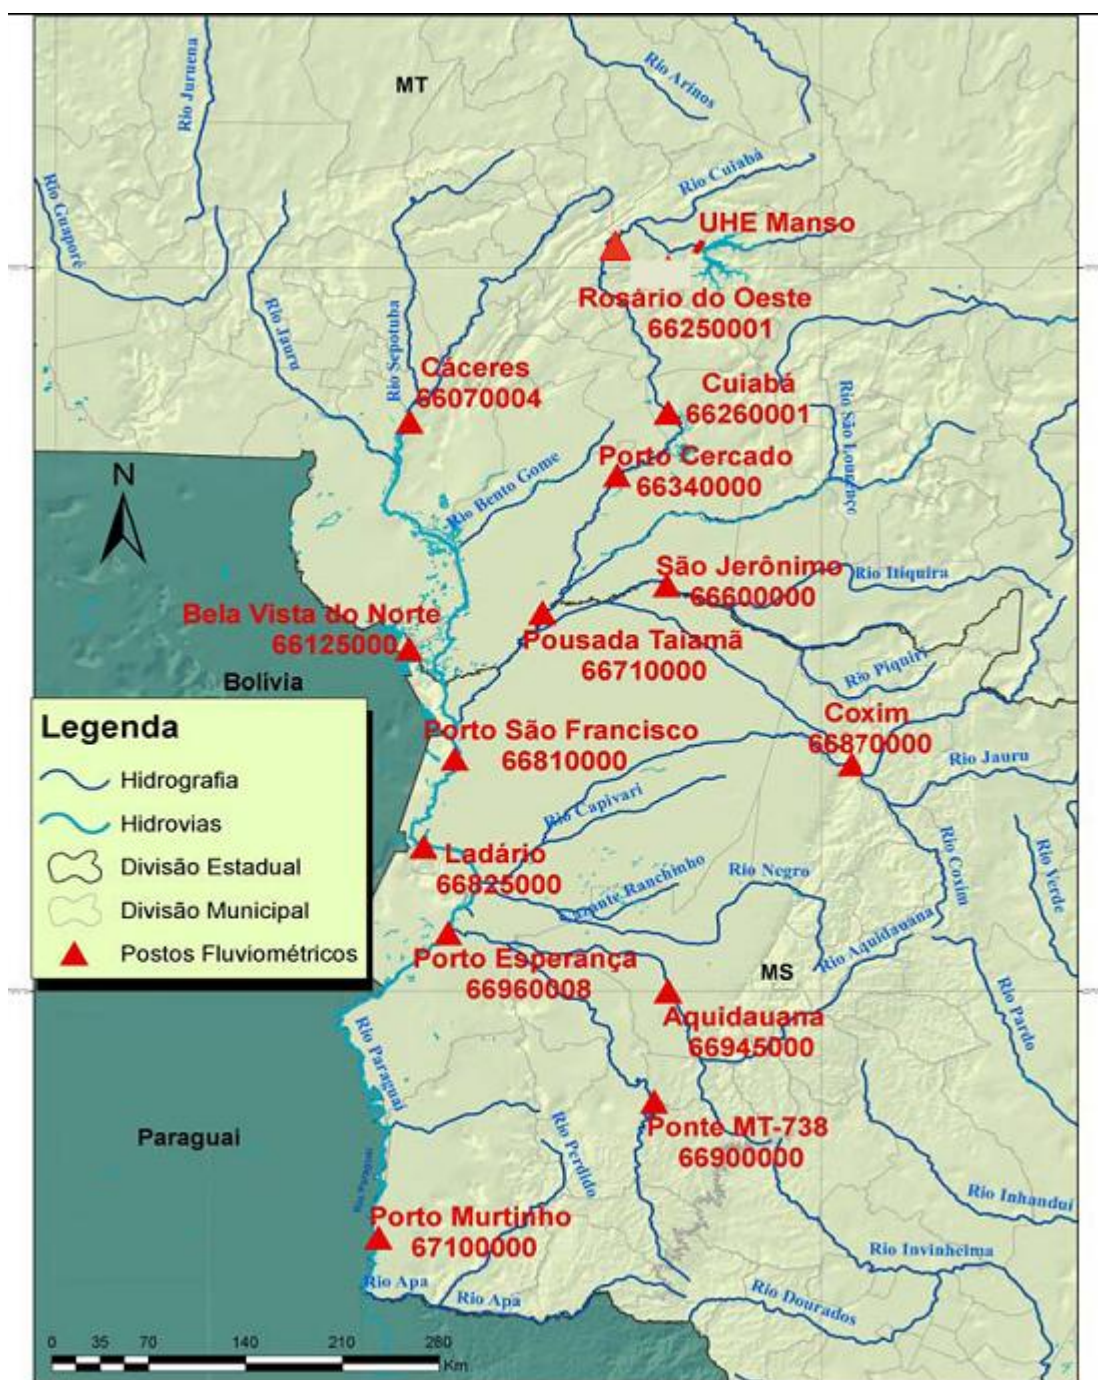 MT
Rio Juruena
Rio Arinos
Rio Guaporé
Rio Cuiabá
UHE Manso
Rosário do Oeste
66250001
Rio Jauru
Rio Sepotuba
Cáceres
66070004
Cuiabá
66260001
Rio São Lourenço
Porto Cercado
66340000
Rio Bento Gome
N
São Jerônimo
66600000
Rio Itiquira
Bela Vista do Norte
66125000
Pousada Taiamã
66710000
Rio Piquiri
Bolívia
Coxim
66870000
Porto São Francisco
66810000
Rio Jauru
Legenda
Hidrografia
Hidrovias
Divisão Estadual
Divisão Municipal
Postos Fluviométricos
Rio Capivari
Ladário
66825000
Ranchinho
Rio Negro
Rio Coxim
Rio Verde
Rio Aquidauana
Porto Esperança
66960008
MS
Aquidauana
66945000
Rio Pardo
Rio Paraguai
Paraguai
Ponte MT-738
66900000
Rio Perdido
Rio Paraguai
Rio Inhanduí
Porto Murtinho
67100000
Rio Invinheima
Rio Apa
Rio Apa
Rio Dourados
0 35 70 140 210 280
Km